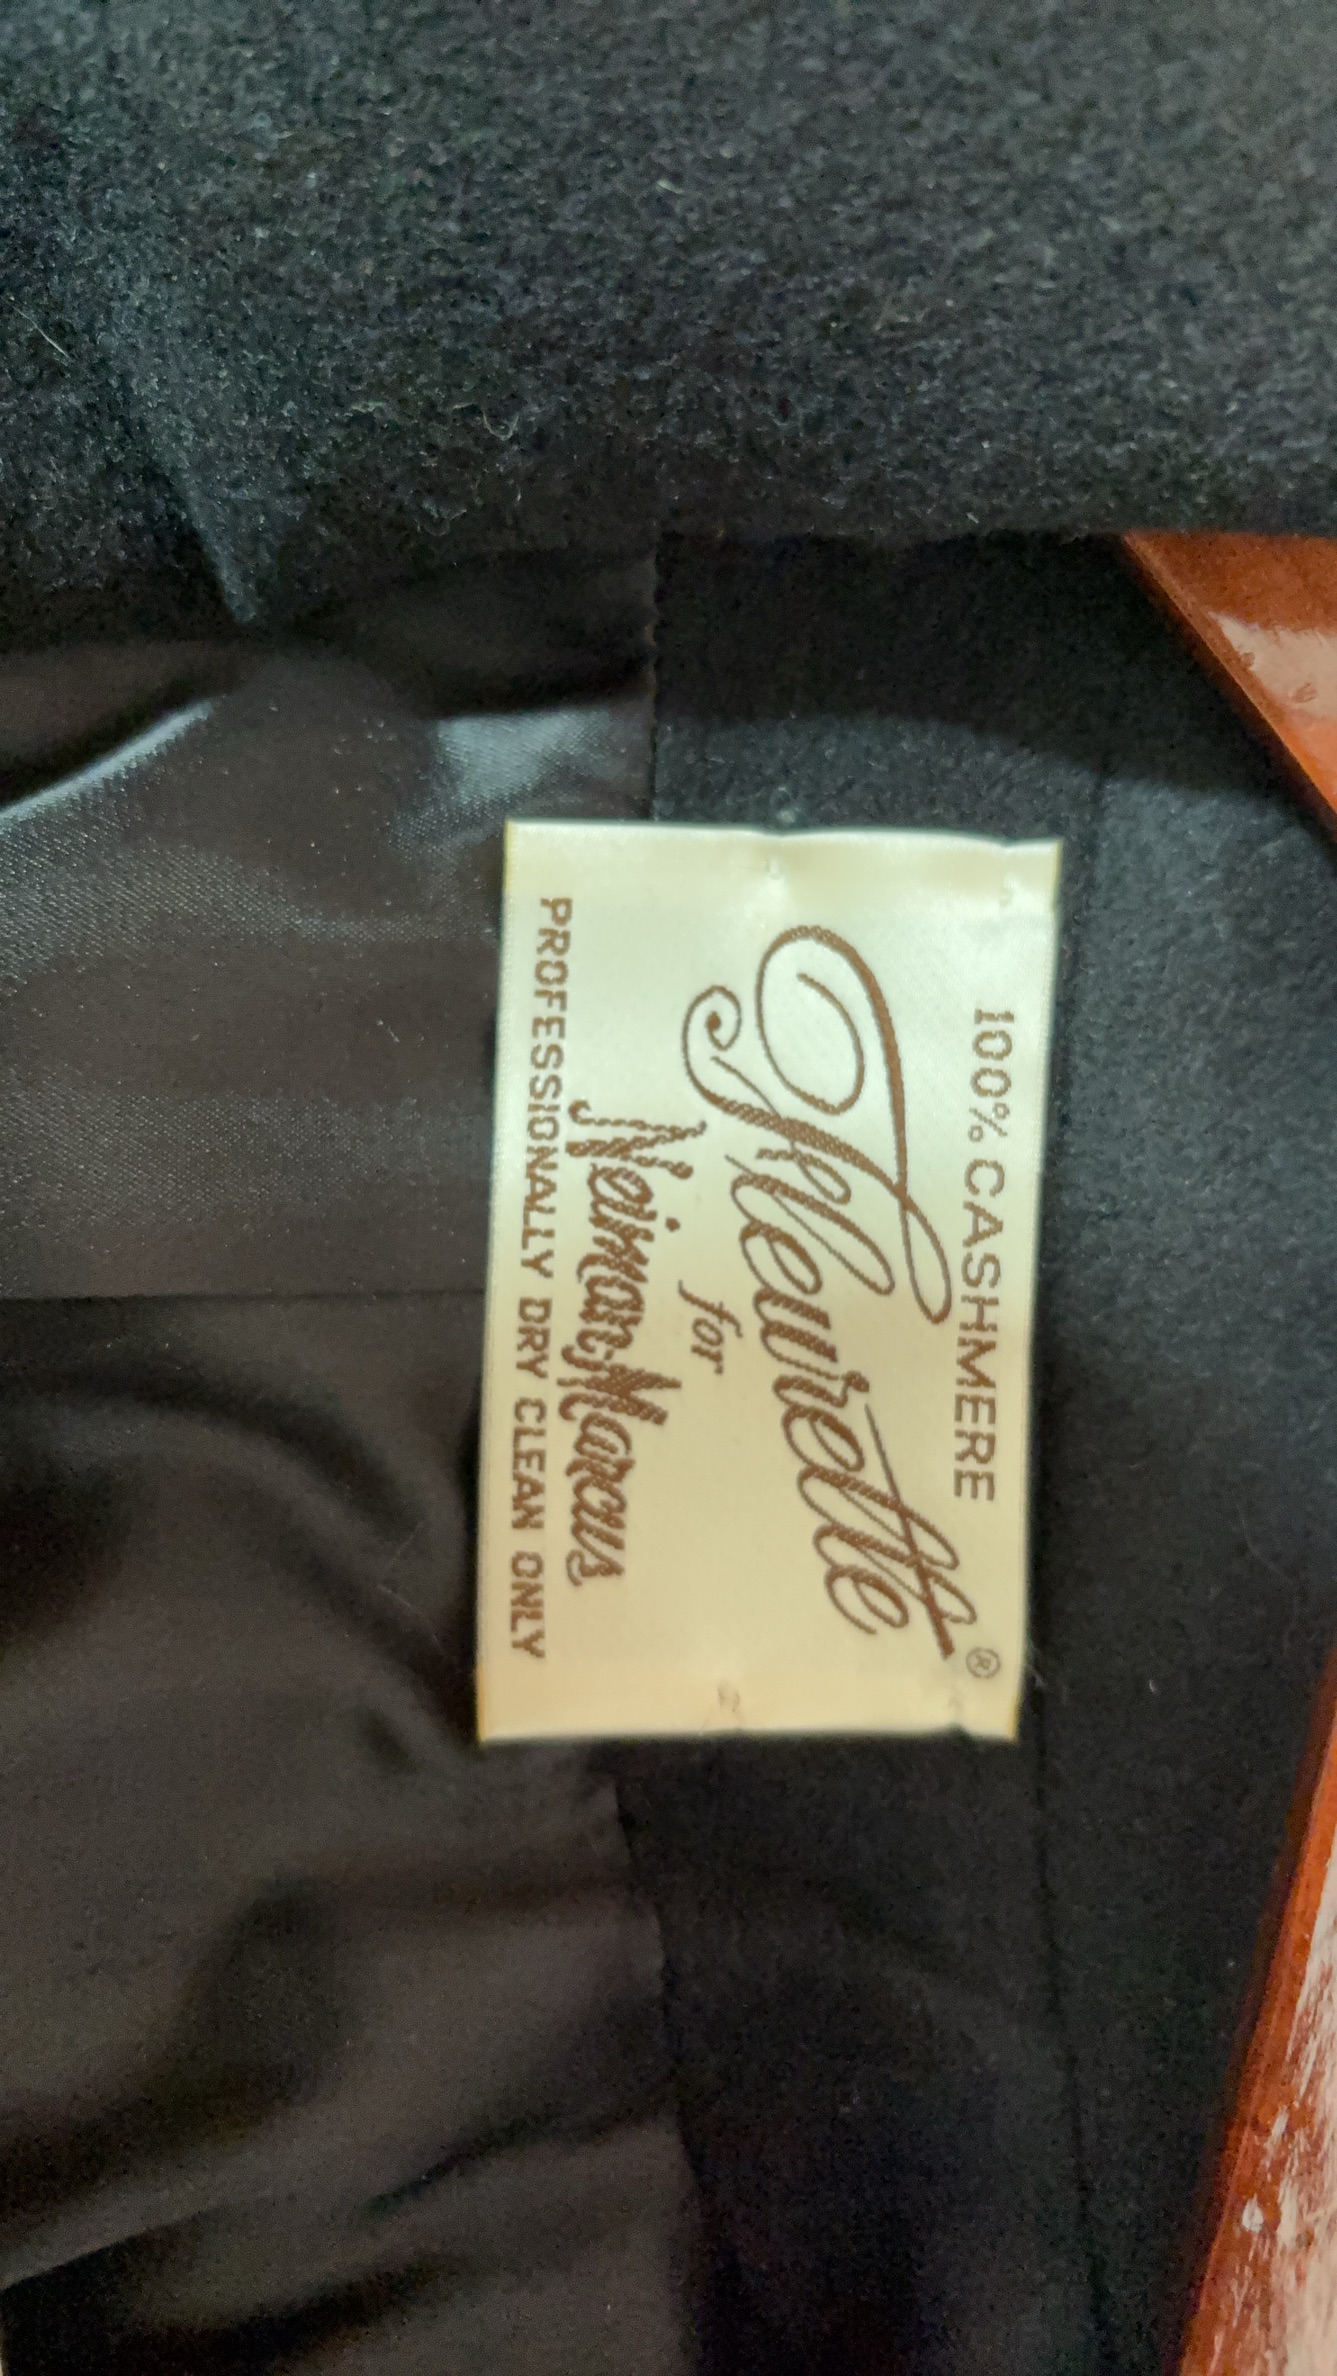 100% CASHMERE
Fleurette®
for
Neiman Marcus
PROFESSIONALLY DRY CLEAN ONLY